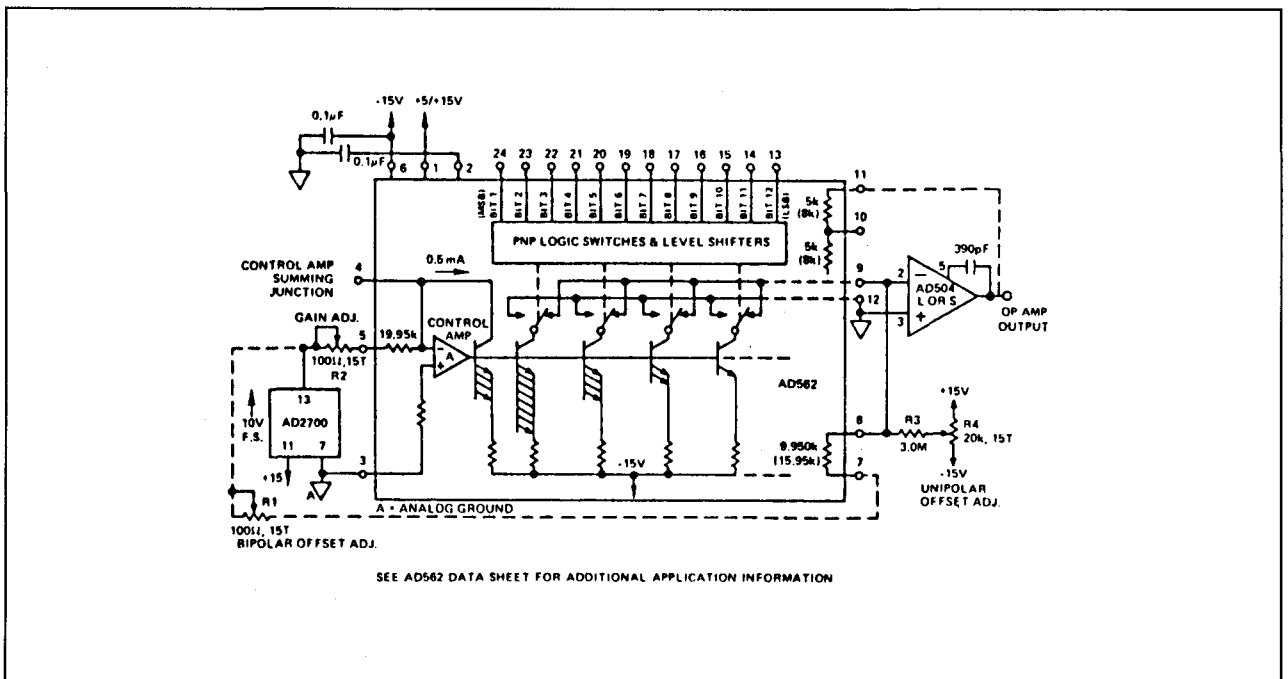 -15V +5/+15V
0.1µF
0.1µF
6 1 2
24 23 22 21 20 19 18 17 16 15 14 13
(MSB) BIT 1 BIT 2 BIT 3 BIT 4 BIT 5 BIT 6 BIT 7 BIT 8 BIT 9 BIT 10 BIT 11 BIT 12 (LSB)
PNP LOGIC SWITCHES & LEVEL SHIFTERS
11
5k
(8k)
10
5k
(8k)
9
12
390pF
5
2
−
AD504
L OR S
+
3
OP AMP
OUTPUT
CONTROL AMP
SUMMING
JUNCTION
4
0.5 mA
GAIN ADJ.
5
19.95k
CONTROL
AMP
−
A
+
100Ω, 15T
R2
13
AD2700
11 7
10V
F.S.
+15
A
3
AD562
-15V
8
9.950k
(15.95k)
7
R3
3.0M
+15V
R4
20k, 15T
-15V
UNIPOLAR
OFFSET ADJ.
R1
100Ω, 15T
BIPOLAR OFFSET ADJ.
A = ANALOG GROUND
SEE AD562 DATA SHEET FOR ADDITIONAL APPLICATION INFORMATION